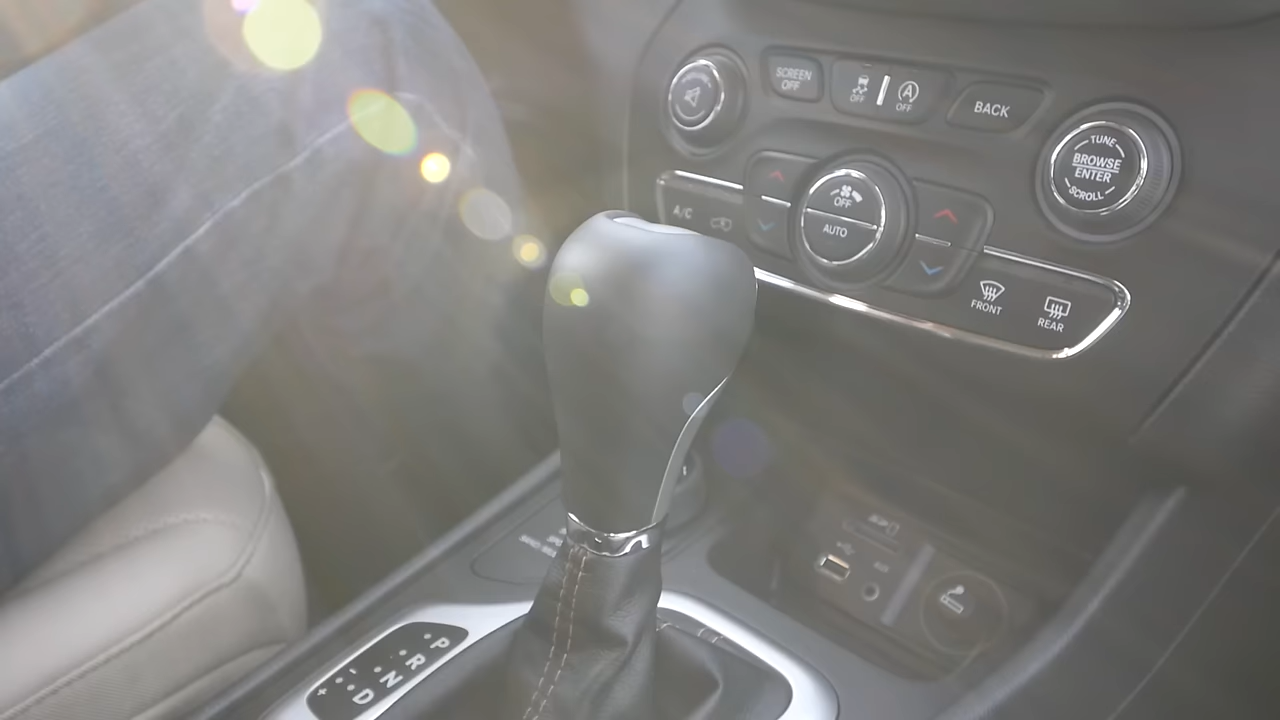 SCREEN
OFF
OFF
OFF
BACK
TUNE
BROWSE
ENTER
SCROLL
A/C
OFF
AUTO
FRONT
REAR
P
R
N
D
+
-